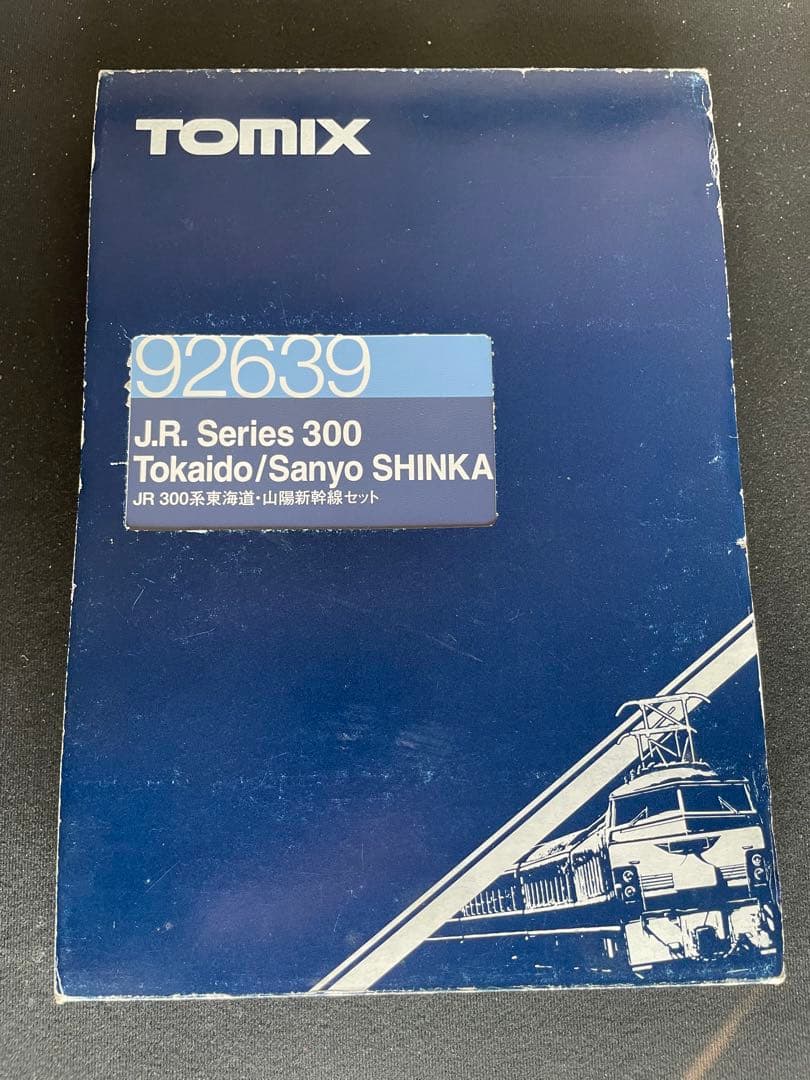 TOMIX
92639
J.R. Series 300
Tokaido/Sanyo SHINKA
JR 300系東海道・山陽新幹線セット